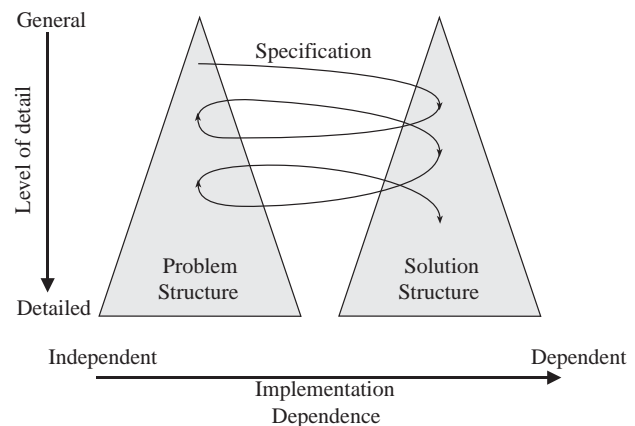 General
Specification
Level of detail
Problem
Structure
Solution
Structure
Detailed
Independent
Dependent
Implementation
Dependence